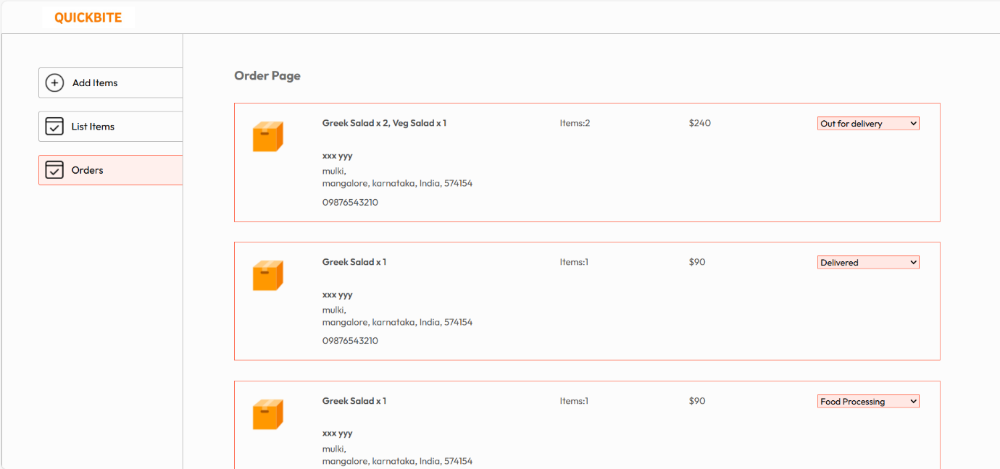 QUICKBITE
Add Items
List Items
Orders
Order Page
Greek Salad x 2, Veg Salad x 1 Items:2 $240 Out for delivery
xxx yyy
mulki,
mangalore, karnataka, India, 574154
09876543210
Greek Salad x 1 Items:1 $90 Delivered
xxx yyy
mulki,
mangalore, karnataka, India, 574154
09876543210
Greek Salad x 1 Items:1 $90 Food Processing
xxx yyy
mulki,
mangalore, karnataka, India, 574154